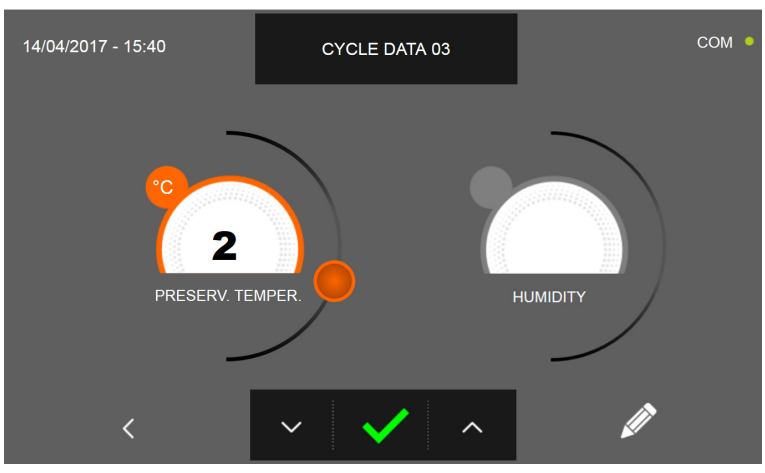 14/04/2017 - 15:40
CYCLE DATA 03
COM
°C
2
PRESERV. TEMPER.
HUMIDITY